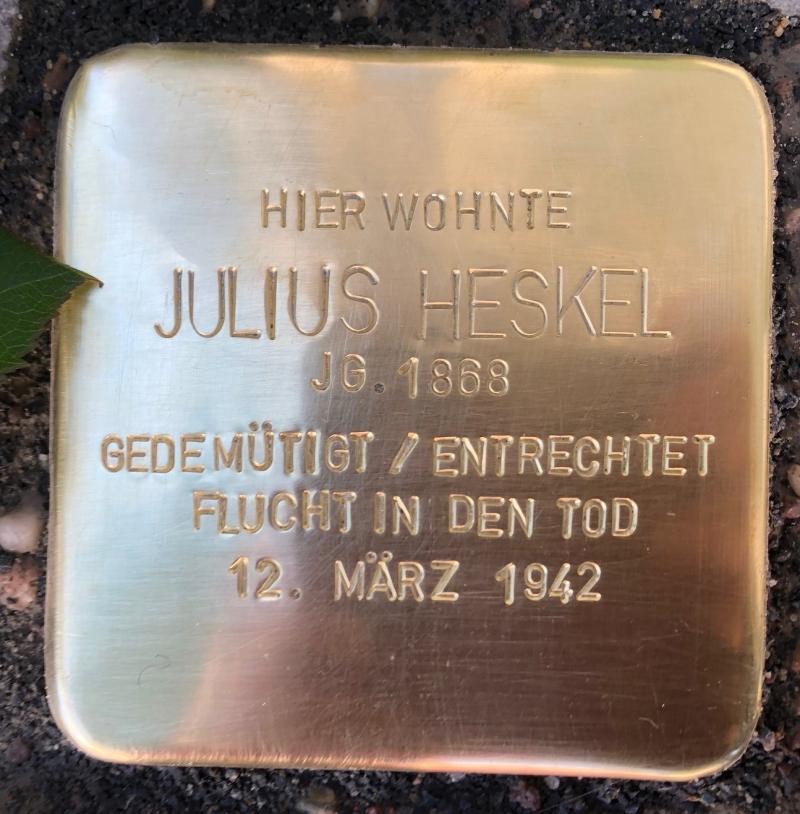 HIER WOHNTE
JULIUS HESKEL
JG. 1868
GEDEMÜTIGT / ENTRECHTET
FLUCHT IN DEN TOD
12. MÄRZ 1942